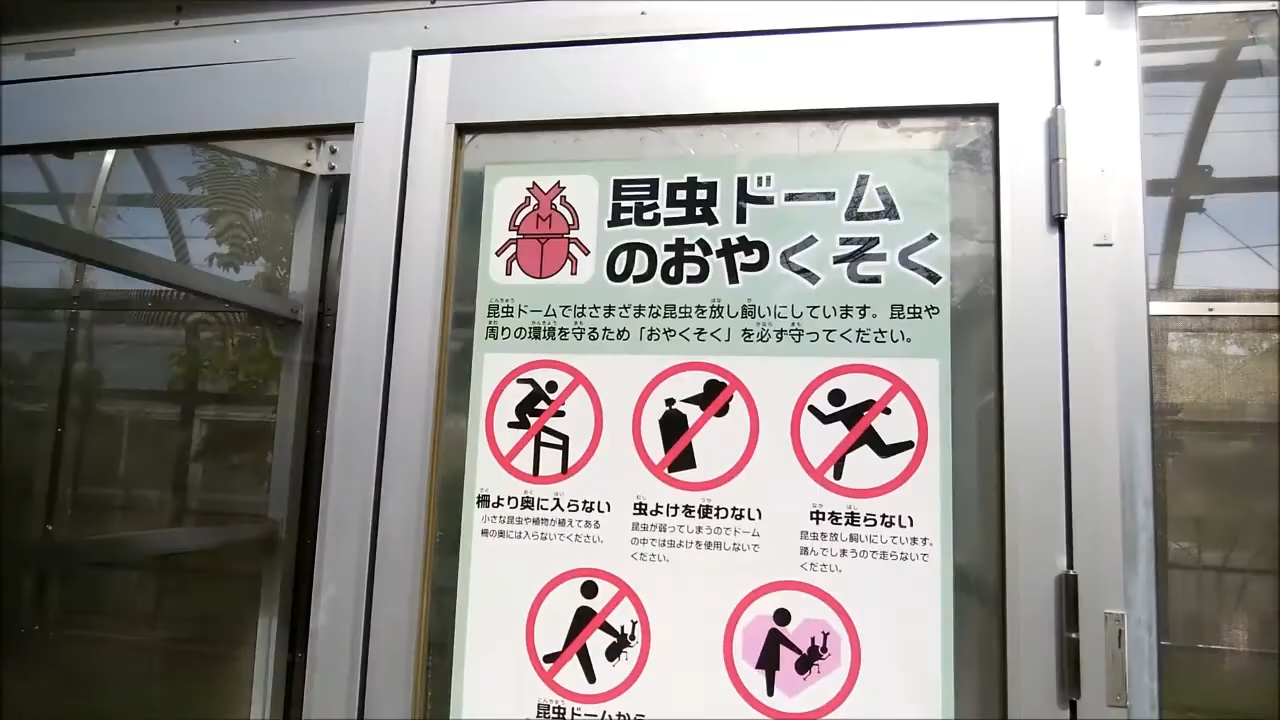 昆虫ドーム
のおやくそく
昆虫ドームではさまざまな昆虫を放し飼いにしています。昆虫や
周りの環境を守るため「おやくそく」を必ず守ってください。
柵より奥に入らない
小さな昆虫や植物が植えてある
柵の奥には入らないでください。
虫よけを使わない
昆虫が弱ってしまうのでドーム
の中では虫よけを使用しないで
ください。
中を走らない
昆虫を放し飼いにしています。
踏んでしまうので走らないで
ください。
昆虫ドームから